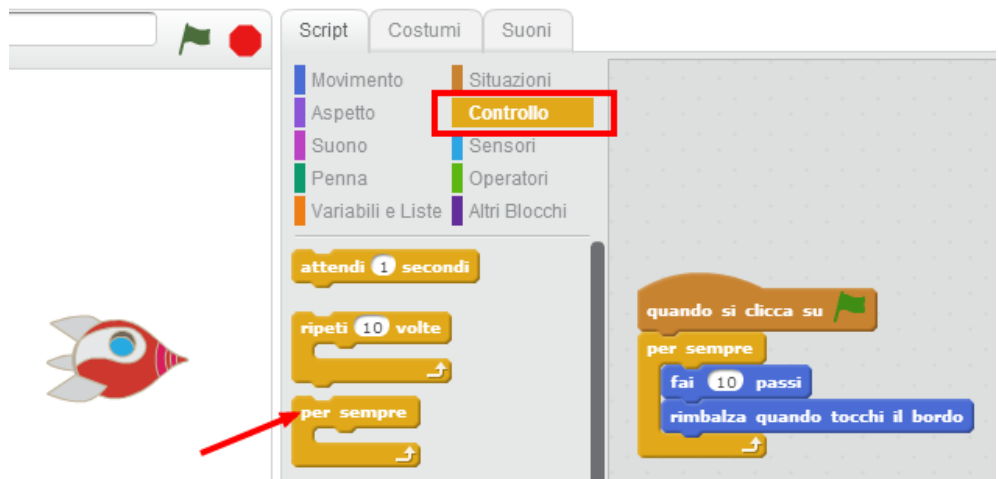 Script Costumi Suoni
Movimento Situazioni
Aspetto Controllo
Suono Sensori
Penna Operatori
Variabili e Liste Altri Blocchi
attendi 1 secondi
ripeti 10 volte
per sempre
quando si clicca su
per sempre
fai 10 passi
rimbalza quando tocchi il bordo